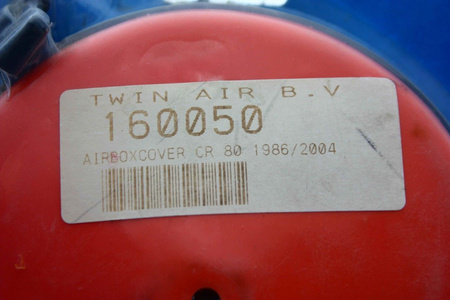 TWIN AIR B.V
160050
AIRBOXCOVER CR 80 1986/2004